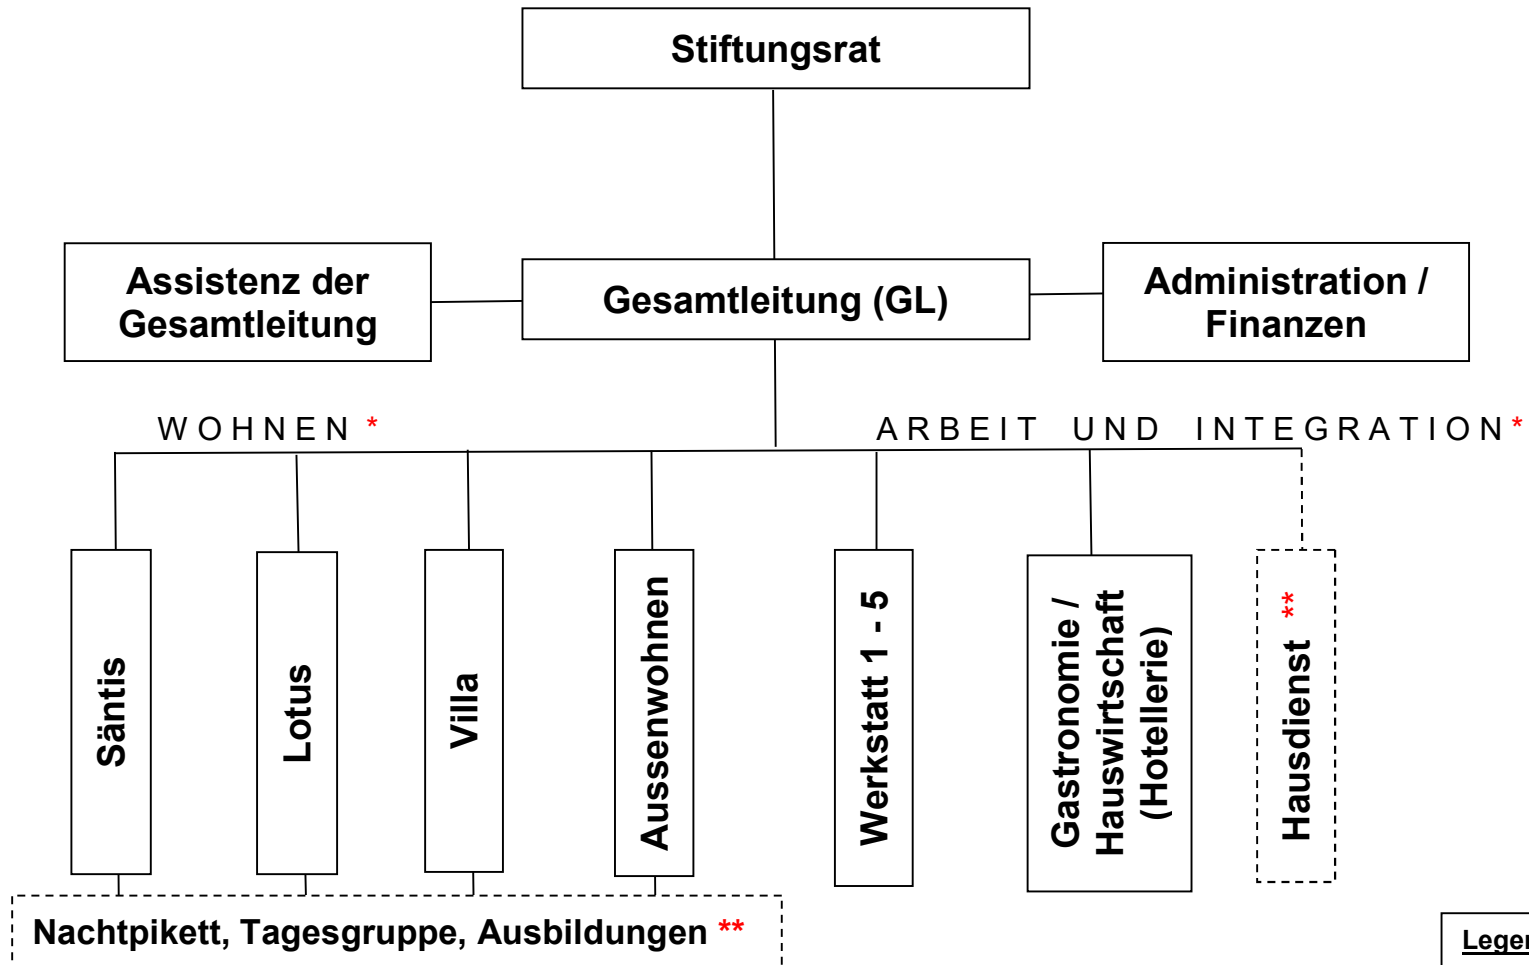 Stiftungsrat
Assistenz der
Gesamtleitung
Gesamtleitung (GL)
Administration /
Finanzen
WOHNEN *
ARBEIT UND INTEGRATION*
Säntis
Lotus
Villa
Aussenwohnen
Werkstatt 1 - 5
Gastronomie /
Hauswirtschaft
(Hotellerie)
Hausdienst **
Nachtpikett, Tagesgruppe, Ausbildungen **